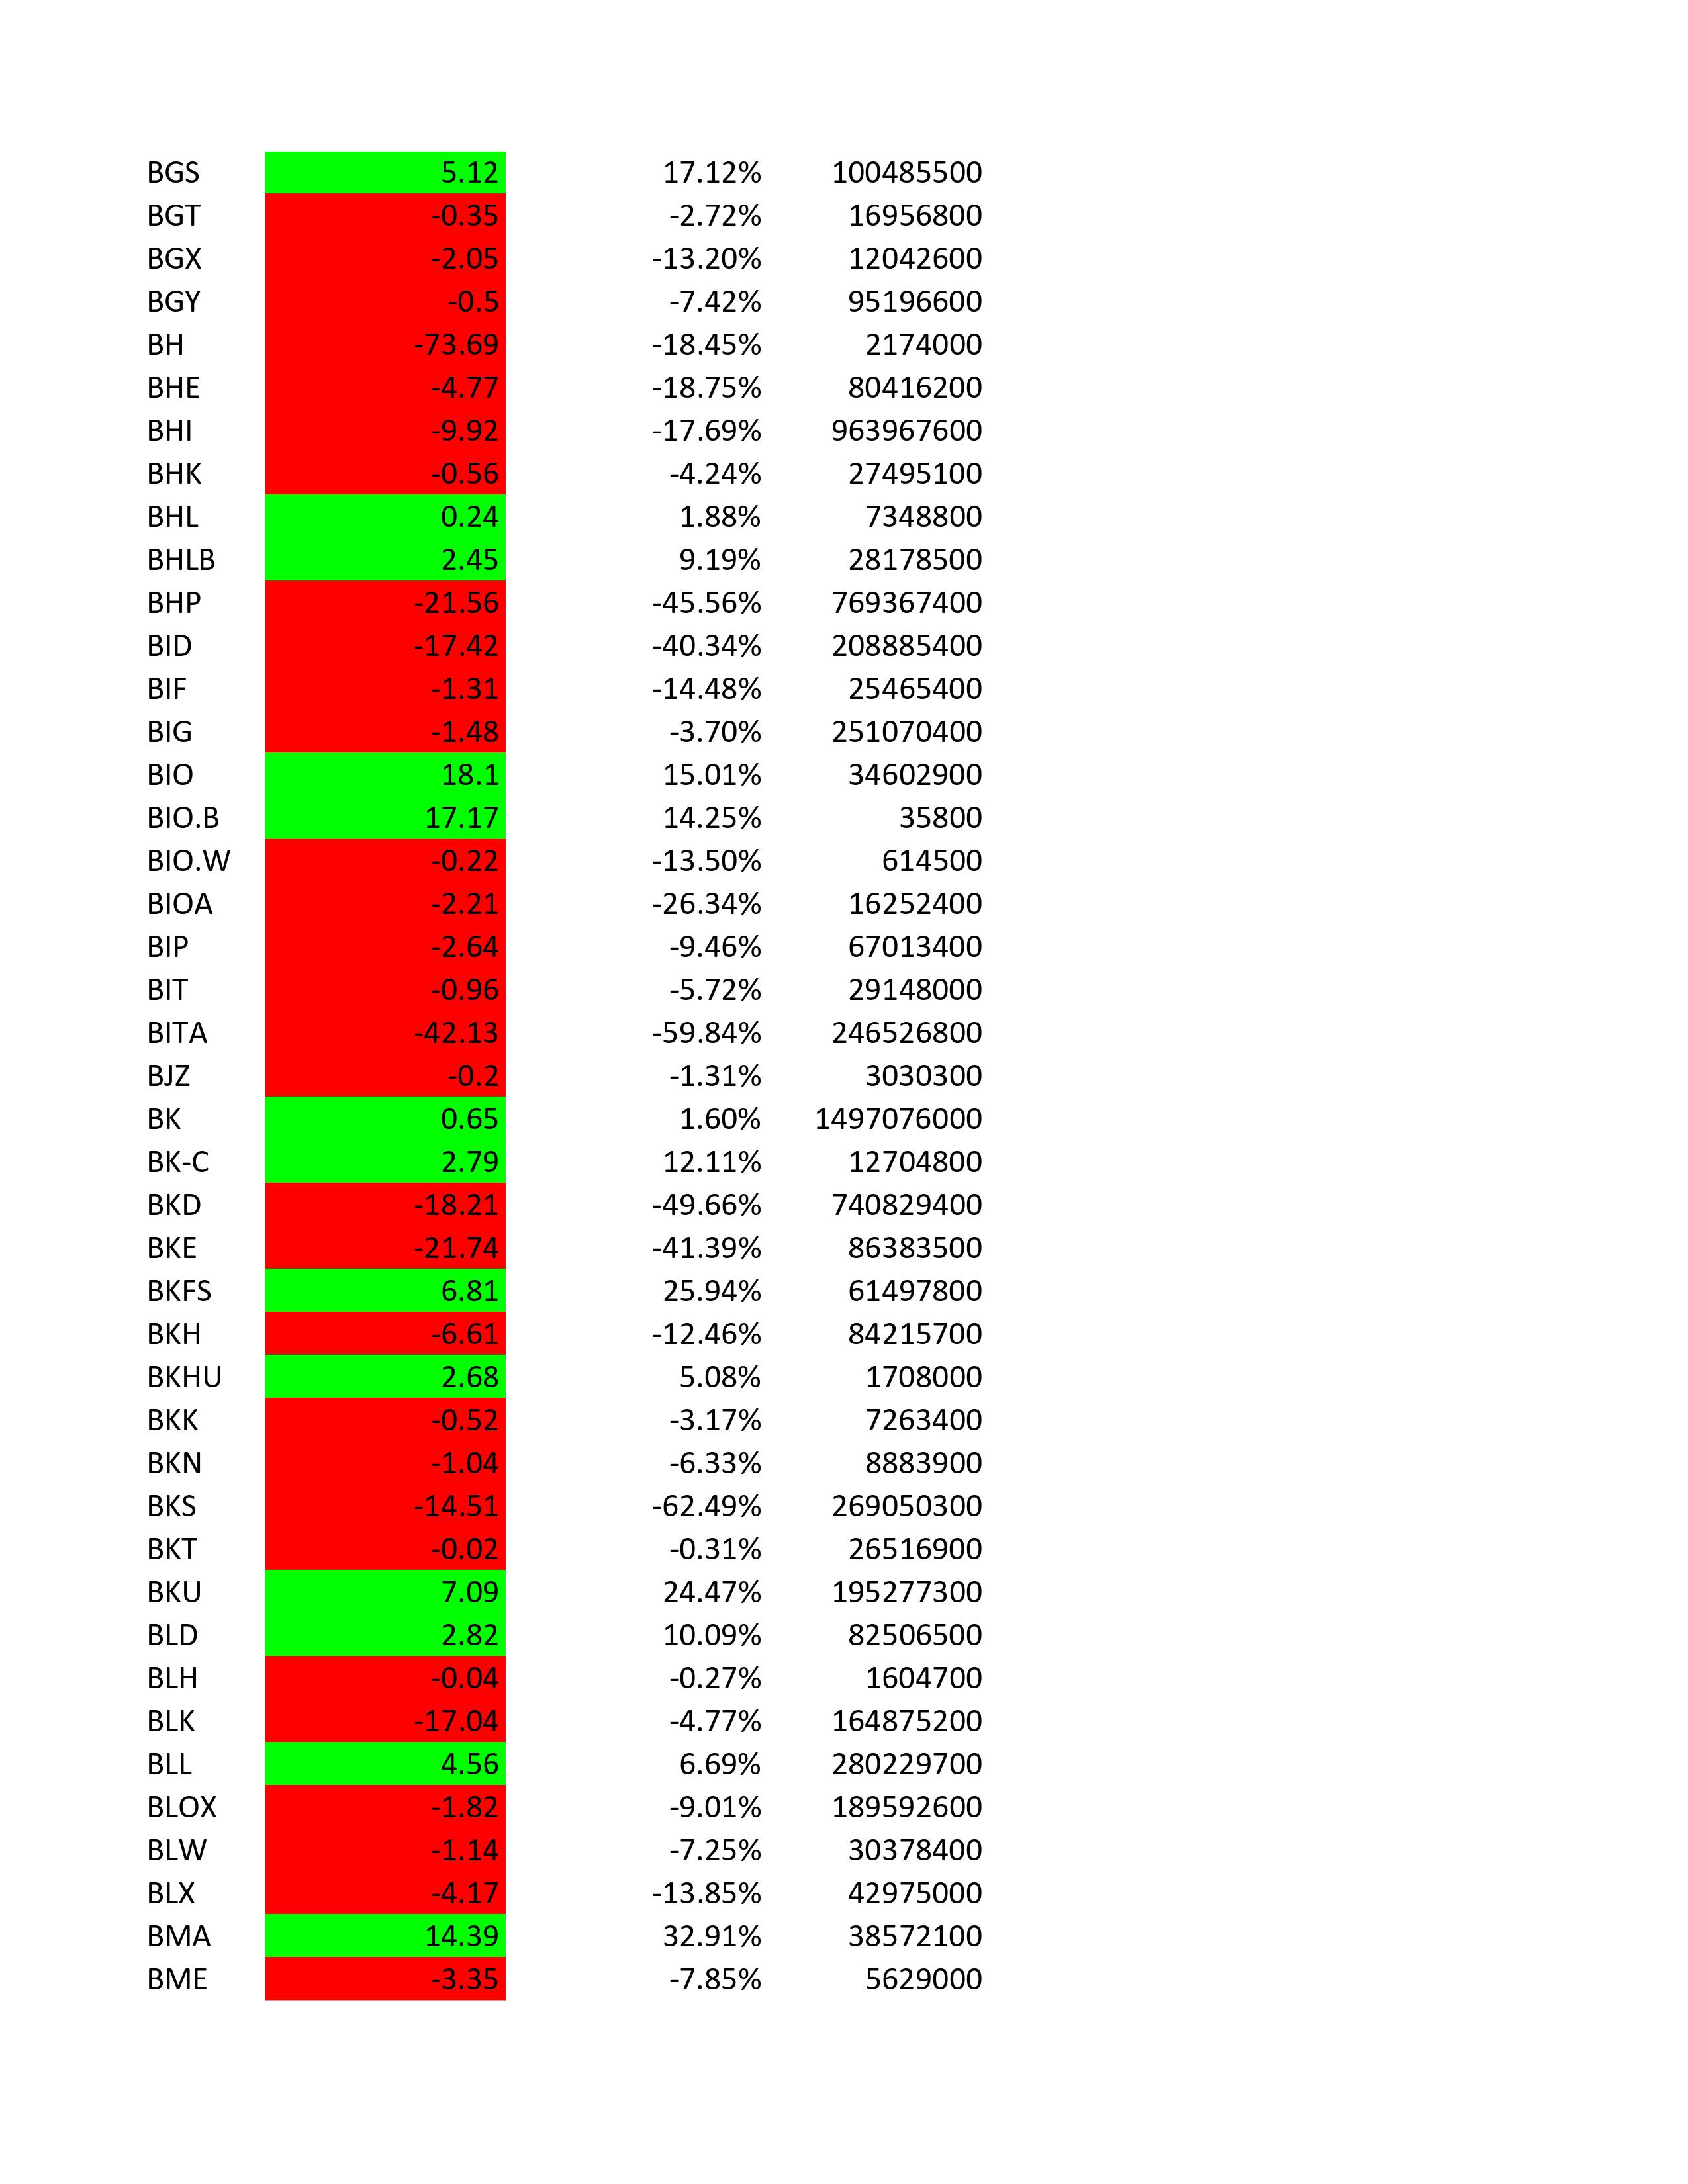 BGS 5.12 17.12% 100485500
BGT -0.35 -2.72% 16956800
BGX -2.05 -13.20% 12042600
BGY -0.5 -7.42% 95196600
BH -73.69 -18.45% 2174000
BHE -4.77 -18.75% 80416200
BHI -9.92 -17.69% 963967600
BHK -0.56 -4.24% 27495100
BHL 0.24 1.88% 7348800
BHLB 2.45 9.19% 28178500
BHP -21.56 -45.56% 769367400
BID -17.42 -40.34% 208885400
BIF -1.31 -14.48% 25465400
BIG -1.48 -3.70% 251070400
BIO 18.1 15.01% 34602900
BIO.B 17.17 14.25% 35800
BIO.W -0.22 -13.50% 614500
BIOA -2.21 -26.34% 16252400
BIP -2.64 -9.46% 67013400
BIT -0.96 -5.72% 29148000
BITA -42.13 -59.84% 246526800
BJZ -0.2 -1.31% 3030300
BK 0.65 1.60% 1497076000
BK-C 2.79 12.11% 12704800
BKD -18.21 -49.66% 740829400
BKE -21.74 -41.39% 86383500
BKFS 6.81 25.94% 61497800
BKH -6.61 -12.46% 84215700
BKHU 2.68 5.08% 1708000
BKK -0.52 -3.17% 7263400
BKN -1.04 -6.33% 8883900
BKS -14.51 -62.49% 269050300
BKT -0.02 -0.31% 26516900
BKU 7.09 24.47% 195277300
BLD 2.82 10.09% 82506500
BLH -0.04 -0.27% 1604700
BLK -17.04 -4.77% 164875200
BLL 4.56 6.69% 280229700
BLOX -1.82 -9.01% 189592600
BLW -1.14 -7.25% 30378400
BLX -4.17 -13.85% 42975000
BMA 14.39 32.91% 38572100
BME -3.35 -7.85% 5629000